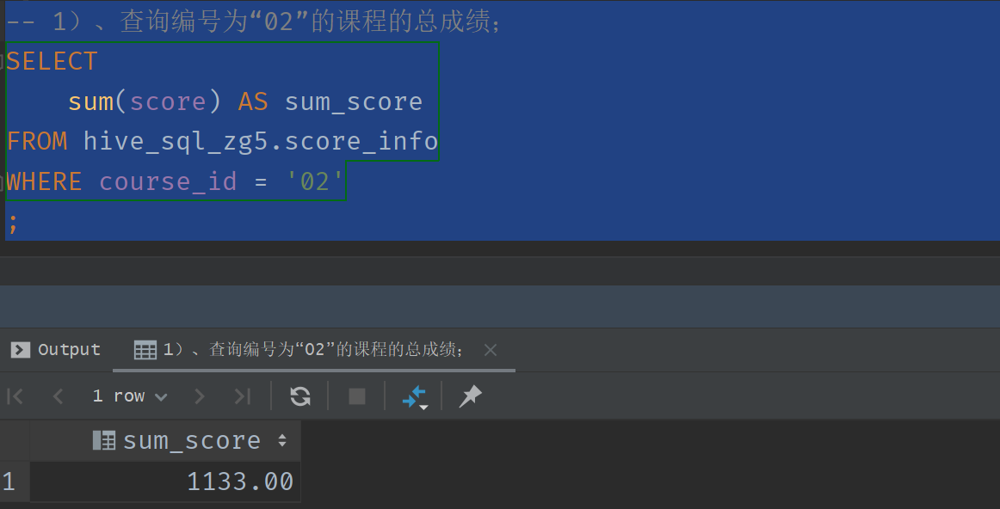 -- 1）、查询编号为“02”的课程的总成绩；
SELECT
sum(score) AS sum_score
FROM hive_sql_zg5.score_info
WHERE course_id = '02'
;
Output
1）、查询编号为“02”的课程的总成绩；
1 row
sum_score
1 1133.00